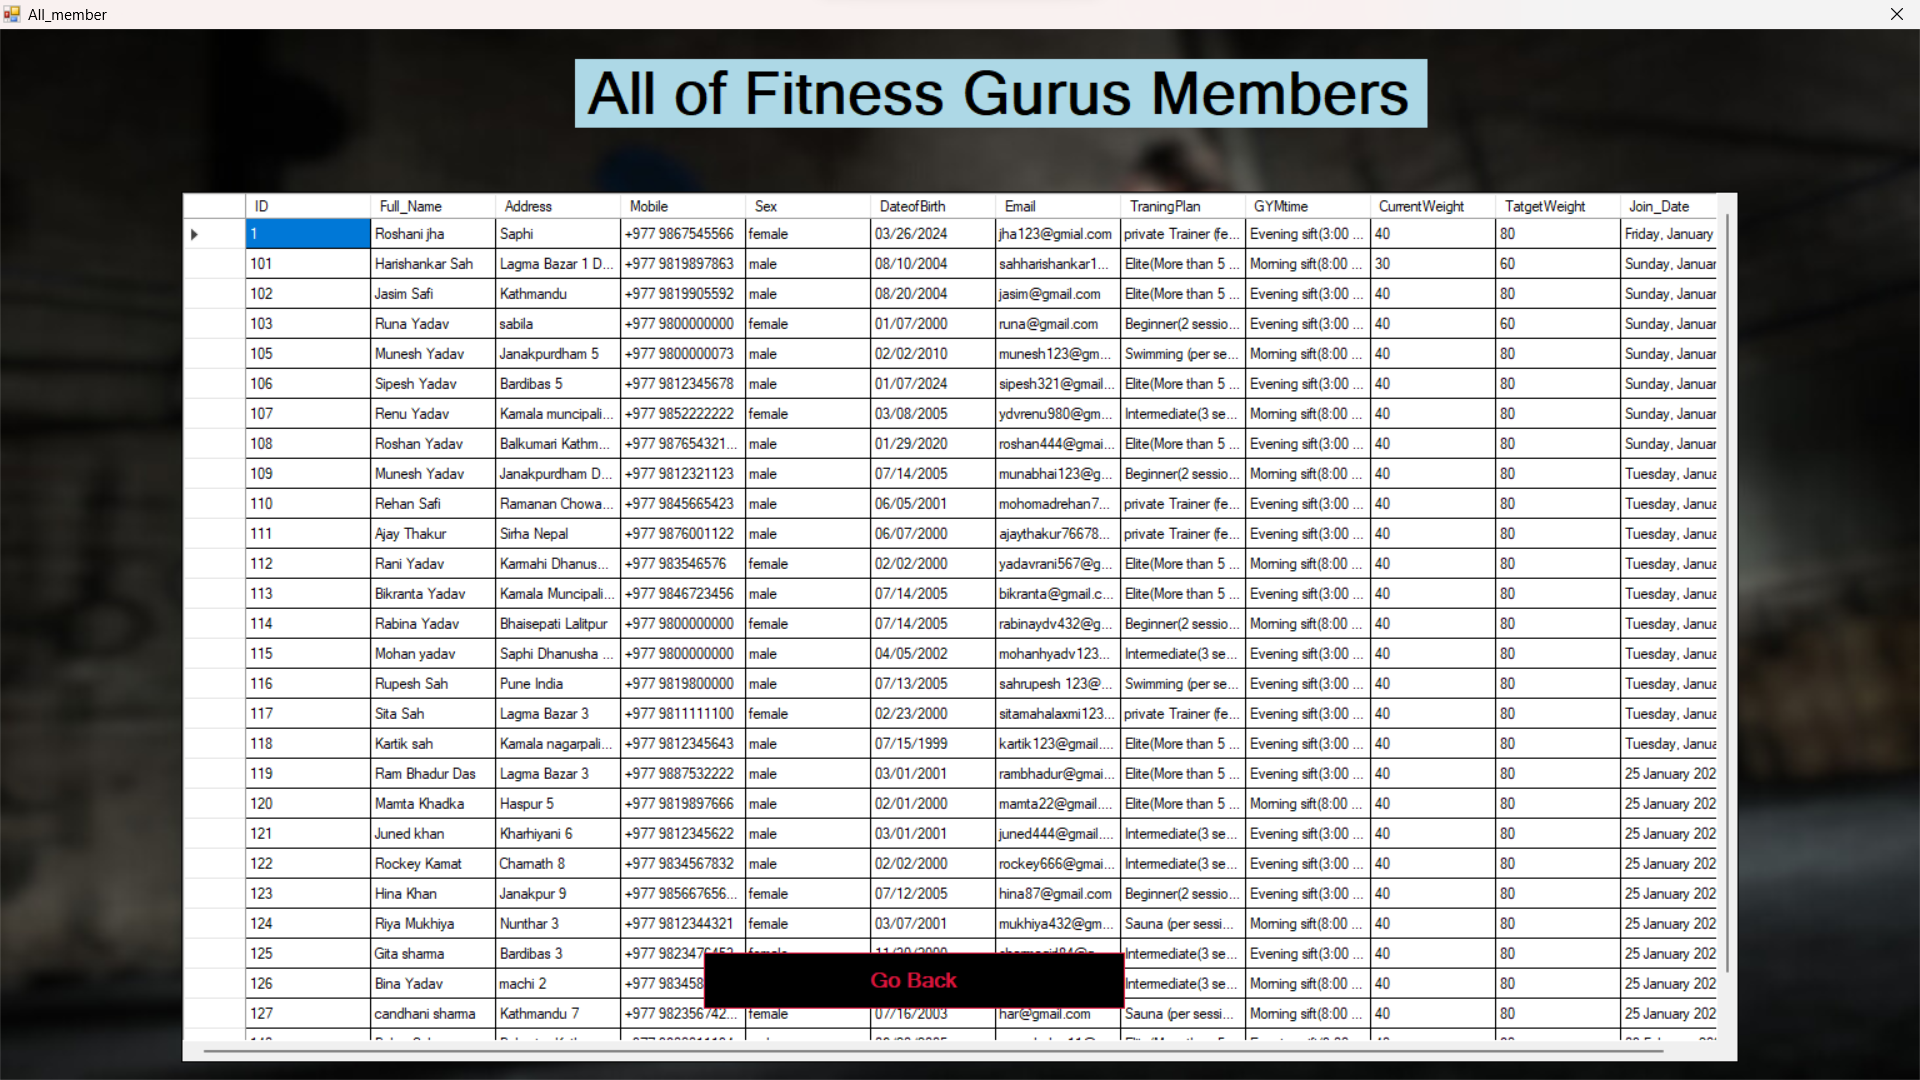 All_member
All of Fitness Gurus Members
ID Full_Name Address Mobile Sex DateofBirth Email TraningPlan GYMtime CurrentWeight TatgetWeight Join_Date
1 Roshani jha Saphi +977 9867545566 female 03/26/2024 jha123@gmial.com private Trainer (fe... Evening sift(3:00 ... 40 80 Friday, January
101 Harishankar Sah Lagma Bazar 1 D... +977 9819897863 male 08/10/2004 sahharishankar1... Elite(More than 5 ... Morning sift(8:00 ... 30 60 Sunday, Januar
102 Jasim Safi Kathmandu +977 9819905592 male 08/20/2004 jasim@gmail.com Elite(More than 5 ... Evening sift(3:00 ... 40 80 Sunday, Januar
103 Runa Yadav sabila +977 9800000000 female 01/07/2000 runa@gmail.com Beginner(2 sessio... Evening sift(3:00 ... 40 60 Sunday, Januar
105 Munesh Yadav Janakpurdham 5 +977 9800000073 male 02/02/2010 munesh123@gm... Swimming (per se... Morning sift(8:00 ... 40 80 Sunday, Januar
106 Sipesh Yadav Bardibas 5 +977 9812345678 male 01/07/2024 sipesh321@gmail... Elite(More than 5 ... Evening sift(3:00 ... 40 80 Sunday, Januar
107 Renu Yadav Kamala muncipali... +977 9852222222 female 03/08/2005 ydvrenu980@gm... Intermediate(3 se... Morning sift(8:00 ... 40 80 Sunday, Januar
108 Roshan Yadav Balkumari Kathm... +977 987654321... male 01/29/2020 roshan444@gmai... Elite(More than 5 ... Evening sift(3:00 ... 40 80 Sunday, Januar
109 Munesh Yadav Janakpurdham D... +977 9812321123 male 07/14/2005 munabhai123@g... Beginner(2 sessio... Morning sift(8:00 ... 40 80 Tuesday, Janua
110 Rehan Safi Ramanan Chowa... +977 9845665423 male 06/05/2001 mohomadrehan7... private Trainer (fe... Evening sift(3:00 ... 40 80 Tuesday, Janua
111 Ajay Thakur Sirha Nepal +977 9876001122 male 06/07/2000 ajaythakur76678... private Trainer (fe... Evening sift(3:00 ... 40 80 Tuesday, Janua
112 Rani Yadav Kamahi Dhanus... +977 983546576 female 02/02/2000 yadavrani567@g... Elite(More than 5 ... Morning sift(8:00 ... 40 80 Tuesday, Janua
113 Bikranta Yadav Kamala Muncipali... +977 9846723456 male 07/14/2005 bikranta@gmail.c... Elite(More than 5 ... Evening sift(3:00 ... 40 80 Tuesday, Janua
114 Rabina Yadav Bhaisepati Lalitpur +977 9800000000 female 07/14/2005 rabinaydv432@g... Beginner(2 sessio... Morning sift(8:00 ... 40 80 Tuesday, Janua
115 Mohan yadav Saphi Dhanusha ... +977 9800000000 male 04/05/2002 mohanhyadv123... Intermediate(3 se... Evening sift(3:00 ... 40 80 Tuesday, Janua
116 Rupesh Sah Pune India +977 9819800000 male 07/13/2005 sahrupesh 123@... Swimming (per se... Evening sift(3:00 ... 40 80 Tuesday, Janua
117 Sita Sah Lagma Bazar 3 +977 9811111100 female 02/23/2000 sitamahalaxmi123... private Trainer (fe... Evening sift(3:00 ... 40 80 Tuesday, Janua
118 Kartik sah Kamala nagarpali... +977 9812345643 male 07/15/1999 kartik123@gmail.... Elite(More than 5 ... Evening sift(3:00 ... 40 80 Tuesday, Janua
119 Ram Bhadur Das Lagma Bazar 3 +977 9887532222 male 03/01/2001 rambhadur@gmai... Elite(More than 5 ... Evening sift(3:00 ... 40 80 25 January 202
120 Mamta Khadka Haspur 5 +977 9819897666 male 02/01/2000 mamta22@gmail.... Elite(More than 5 ... Morning sift(8:00 ... 40 80 25 January 202
121 Juned khan Kharhiyani 6 +977 9812345622 male 03/01/2001 juned444@gmail.... Intermediate(3 se... Evening sift(3:00 ... 40 80 25 January 202
122 Rockey Kamat Charnath 8 +977 9834567832 male 02/02/2000 rockey666@gmai... Intermediate(3 se... Evening sift(3:00 ... 40 80 25 January 202
123 Hina Khan Janakpur 9 +977 985667656... female 07/12/2005 hina87@gmail.com Beginner(2 sessio... Evening sift(3:00 ... 40 80 25 January 202
124 Riya Mukhiya Nunthar 3 +977 9812344321 female 03/07/2001 mukhiya432@gm... Sauna (per sessi... Morning sift(8:00 ... 40 80 25 January 202
125 Gita sharma Bardibas 3 Intermediate(3 se... Evening sift(3:00 ... 40 80 25 January 202
126 Bina Yadav machi 2 +977 983458 Intermediate(3 se... Morning sift(8:00 ... 40 80 25 January 202
Go Back
127 candhani sharma Kathmandu 7 +977 982356742... female 07/16/2003 har@gmail.com Sauna (per sessi... Morning sift(8:00 ... 40 80 25 January 202